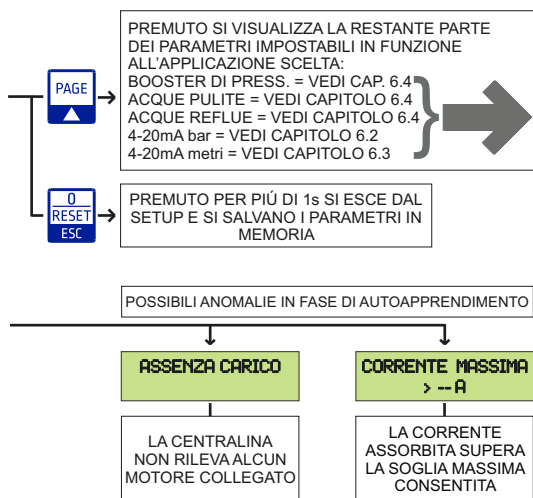 PREMUTO SI VISUALIZZA LA RESTANTE PARTE
DEI PARAMETRI IMPOSTABILI IN FUNZIONE
ALL'APPLICAZIONE SCELTA:
BOOSTER DI PRESS. = VEDI CAP. 6.4
ACQUE PULITE = VEDI CAPITOLO 6.4
ACQUE REFLUE = VEDI CAPITOLO 6.4
4-20mA bar = VEDI CAPITOLO 6.2
4-20mA metri = VEDI CAPITOLO 6.3
PAGE
0
RESET
ESC
PREMUTO PER PIÚ DI 1s SI ESCE DAL
SETUP E SI SALVANO I PARAMETRI IN
MEMORIA
POSSIBILI ANOMALIE IN FASE DI AUTOAPPRENDIMENTO
ASSENZA CARICO
LA CENTRALINA
NON RILEVA ALCUN
MOTORE COLLEGATO
CORRENTE MASSIMA
> --A
LA CORRENTE
ASSORBITA SUPERA
LA SOGLIA MASSIMA
CONSENTITA